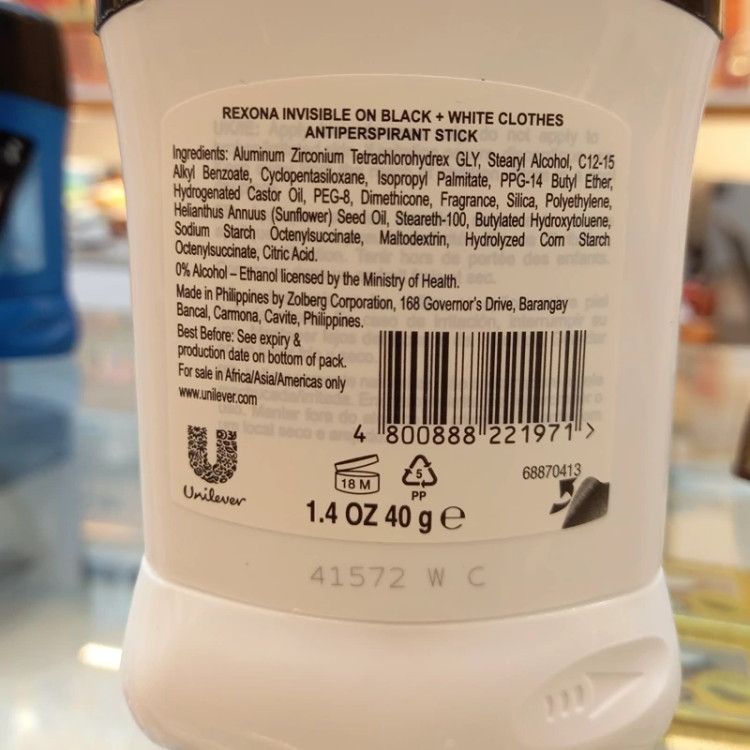 REXONA INVISIBLE ON BLACK + WHITE CLOTHES
ANTIPERSPIRANT STICK
Ingredients: Aluminum Zirconium Tetrachlorohydrex GLY, Stearyl Alcohol, C12-15
Alkyl Benzoate, Cyclopentasiloxane, Isopropyl Palmitate, PPG-14 Butyl Ether,
Hydrogenated Castor Oil, PEG-8, Dimethicone, Fragrance, Silica, Polyethylene,
Helianthus Annuus (Sunflower) Seed Oil, Steareth-100, Butylated Hydroxytoluene,
Sodium Starch Octenylsuccinate, Maltodextrin, Hydrolyzed Corn Starch
Octenylsuccinate, Citric Acid.
0% Alcohol – Ethanol licensed by the Ministry of Health.
Made in Philippines by Zolberg Corporation, 168 Governor's Drive, Barangay
Bancal, Carmona, Cavite, Philippines.
Best Before: See expiry &
production date on bottom of pack.
For sale in Africa/Asia/Americas only
www.unilever.com
4 800888 221971 >
Unilever
18 M
5
PP
68870413
1.4 OZ 40 g e
41572 W C